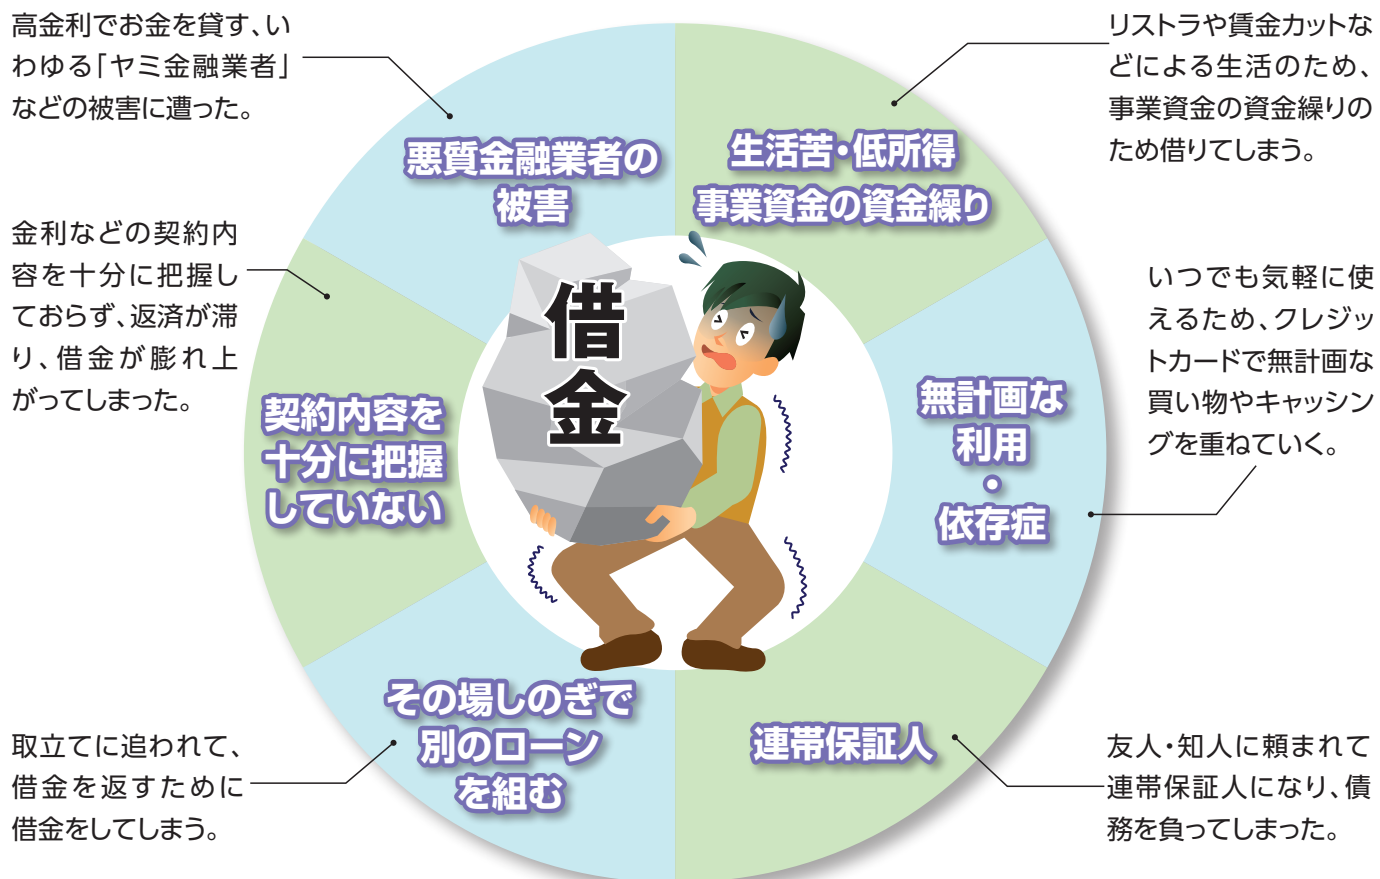 高金利でお金を貸す、い
わゆる「ヤミ金融業者」
などの被害に遭った。
悪質金融業者の
被害
リストラや賃金カットな
どによる生活のため、
事業資金の資金繰りの
ため借りてしまう。
生活苦・低所得
事業資金の資金繰り
金利などの契約内
容を十分に把握し
ておらず、返済が滞
り、借金が膨れ上
がってしまった。
契約内容を
十分に把握
していない
借金
いつでも気軽に使
えるため、クレジッ
トカードで無計画な
買い物やキャッシン
グを重ねていく。
無計画な
利用
・
依存症
取立てに追われて、
借金を返すために
借金をしてしまう。
その場しのぎで
別のローン
を組む
連帯保証人
友人・知人に頼まれて
連帯保証人になり、債
務を負ってしまった。